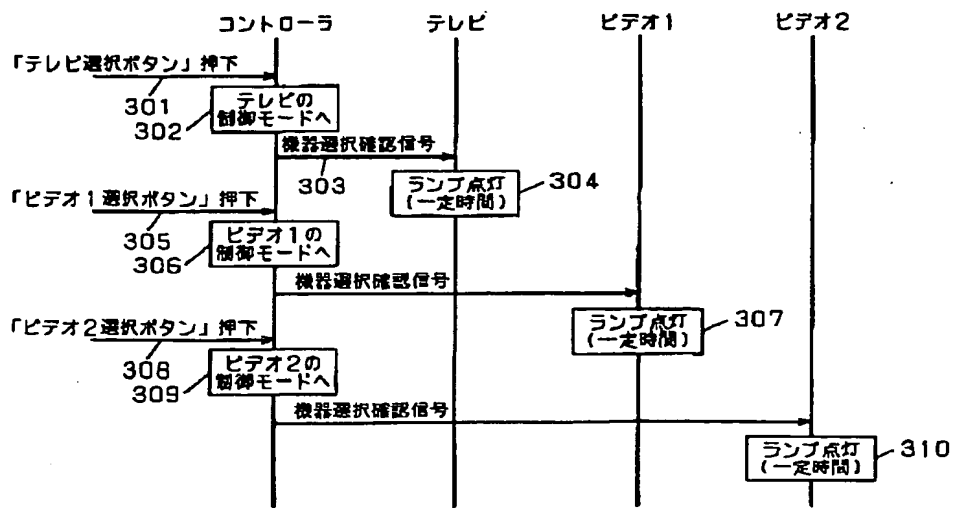 コントローラ
テレビ
ビデオ1
ビデオ2
「テレビ選択ボタン」押下
301
302
テレビの
制御モードへ
機器選択確認信号
303
ランプ点灯
(一定時間)
304
「ビデオ1選択ボタン」押下
305
306
ビデオ1の
制御モードへ
機器選択確認信号
ランプ点灯
(一定時間)
307
「ビデオ2選択ボタン」押下
308
309
ビデオ2の
制御モードへ
機器選択確認信号
ランプ点灯
(一定時間)
310